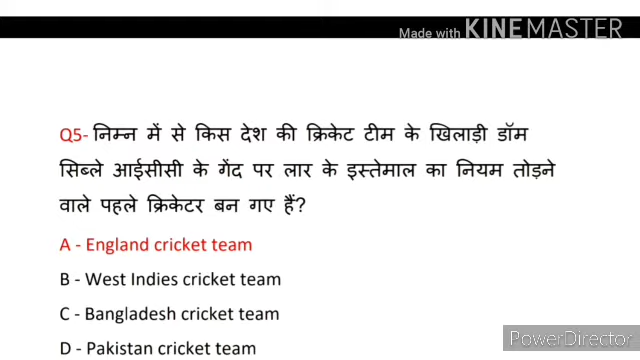 Made with KINEMASTER
Q5- निम्न में से किस देश की क्रिकेट टीम के खिलाड़ी डॉम
सिब्ले आईसीसी के गेंद पर लार के इस्तेमाल का नियम तोड़ने
वाले पहले क्रिकेटर बन गए हैं?
A - England cricket team
B - West Indies cricket team
C - Bangladesh cricket team
D - Pakistan cricket team
PowerDirector